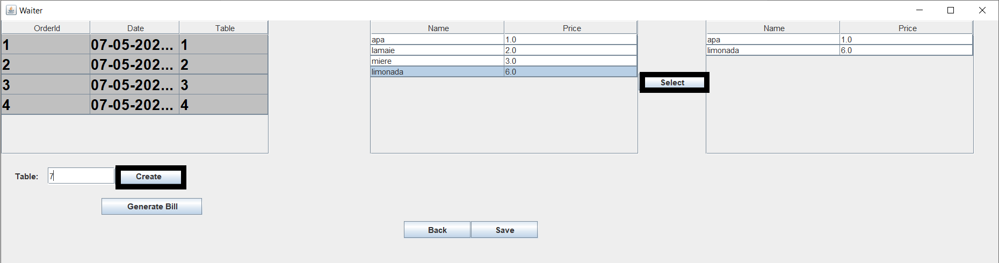 Waiter
OrderId Date Table
1 07-05-202... 1
2 07-05-202... 2
3 07-05-202... 3
4 07-05-202... 4
Name Price
apa 1.0
lamaie 2.0
miere 3.0
limonada 6.0
Select
Name Price
apa 1.0
limonada 6.0
Table: 7 Create
Generate Bill
Back Save